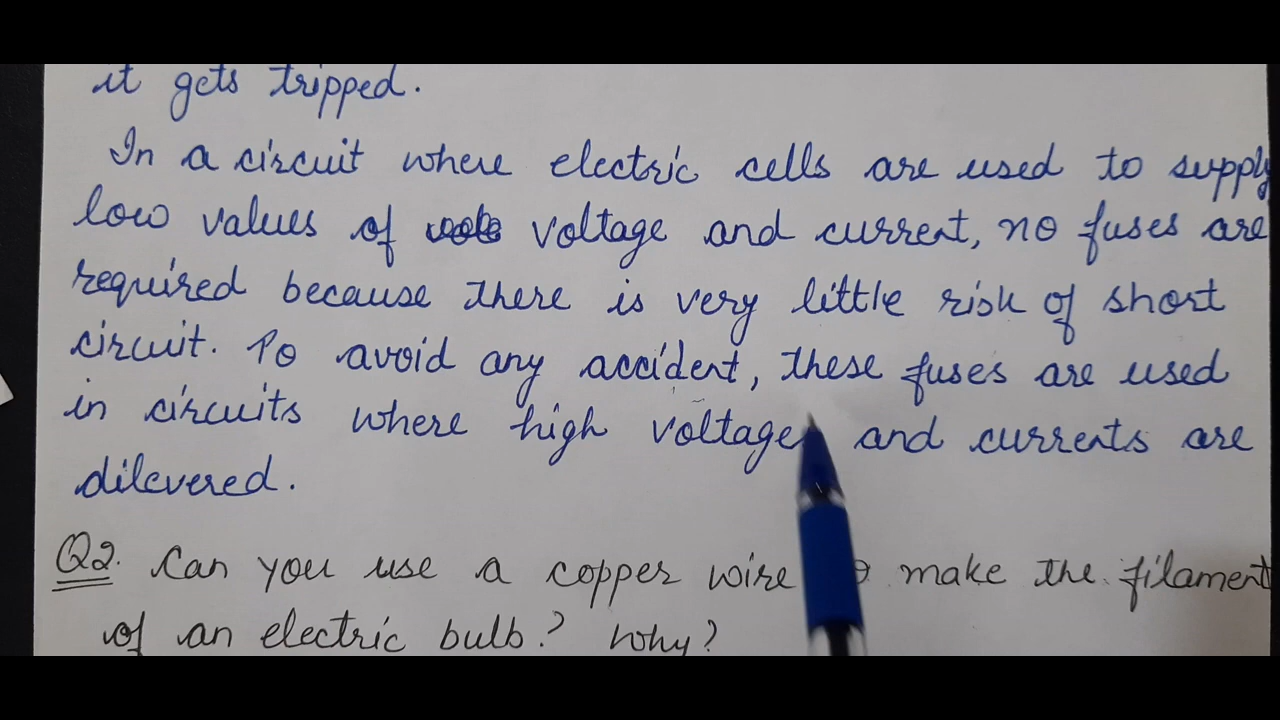 it gets tripped.
In a circuit where electric cells are used to supply
low values of voltage and current, no fuses are
required because there is very little risk of short
circuit. To avoid any accident, these fuses are used
in circuits where high voltage and currents are
dilevered.
Q2. Can you use a copper wire make the filament
of an electric bulb? Why?